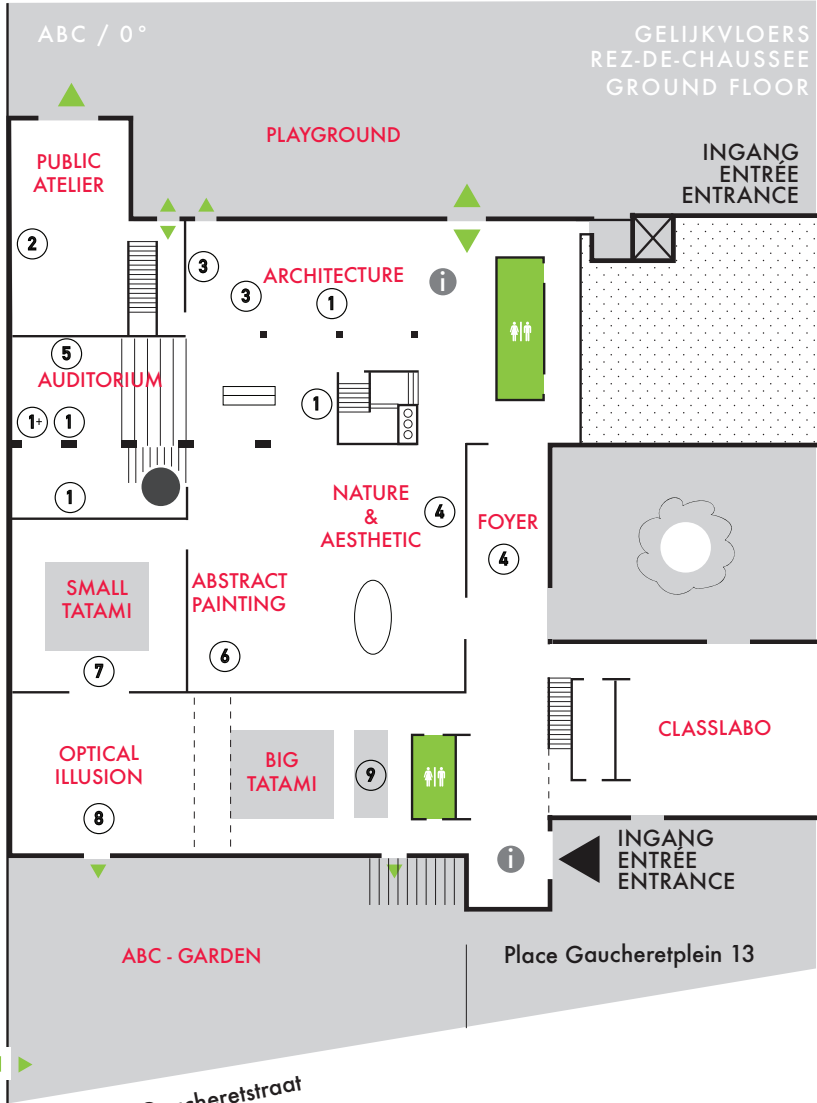 ABC / 0°
GELIJKVLOERS
REZ-DE-CHAUSSEE
GROUND FLOOR
PLAYGROUND
INGANG
ENTRÉE
ENTRANCE
PUBLIC
ATELIER
2
3
3
ARCHITECTURE
1
i
5
AUDITORIUM
1+
1
1
1
NATURE
&
AESTHETIC
4
FOYER
4
SMALL
TATAMI
7
ABSTRACT
PAINTING
6
OPTICAL
ILLUSION
8
BIG
TATAMI
9
CLASSLABO
i
INGANG
ENTRÉE
ENTRANCE
ABC - GARDEN
Place Gaucheretplein 13